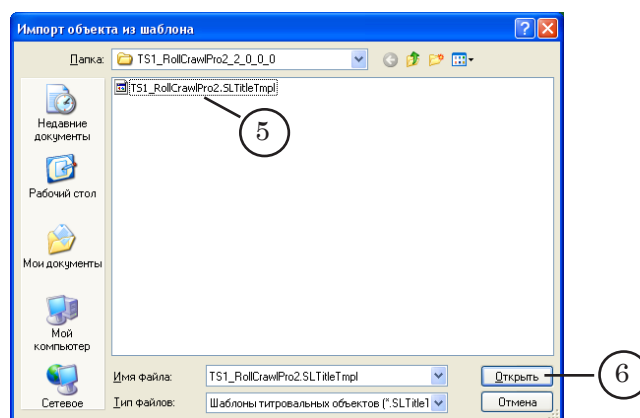 Импорт объекта из шаблона
Папка: TS1_RollCrawlPro2_2_0_0_0
TS1_RollCrawlPro2.SLTitleTmpl
5
Недавние
документы
Рабочий стол
Мои документы
Мой
компьютер
Сетевое
Имя файла: TS1_RollCrawlPro2.SLTitleTmpl Открыть
6
Тип файлов: Шаблоны титровальных объектов (*.SLTitleT Отмена